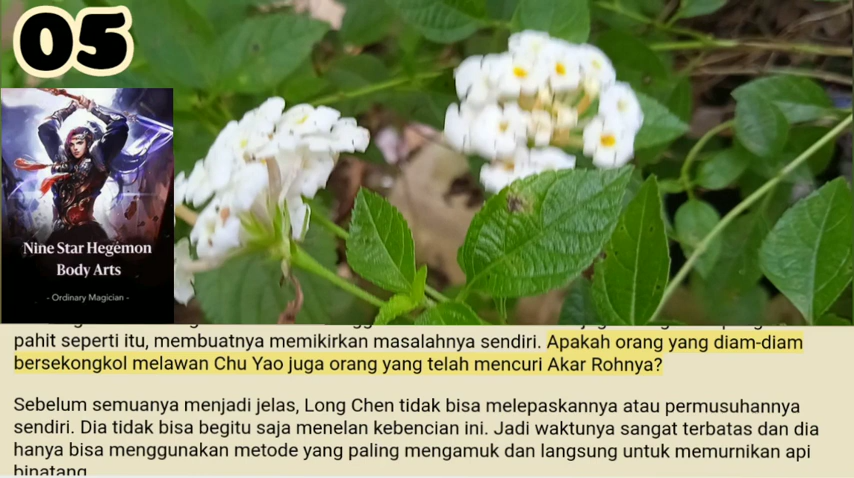 05
Nine Star Hegemon
Body Arts
- Ordinary Magician -
pahit seperti itu, membuatnya memikirkan masalahnya sendiri. Apakah orang yang diam-diam
bersekongkol melawan Chu Yao juga orang yang telah mencuri Akar Rohnya?
Sebelum semuanya menjadi jelas, Long Chen tidak bisa melepaskannya atau permusuhannya
sendiri. Dia tidak bisa begitu saja menelan kebencian ini. Jadi waktunya sangat terbatas dan dia
hanya bisa menggunakan metode yang paling mengamuk dan langsung untuk memurnikan api
binatang